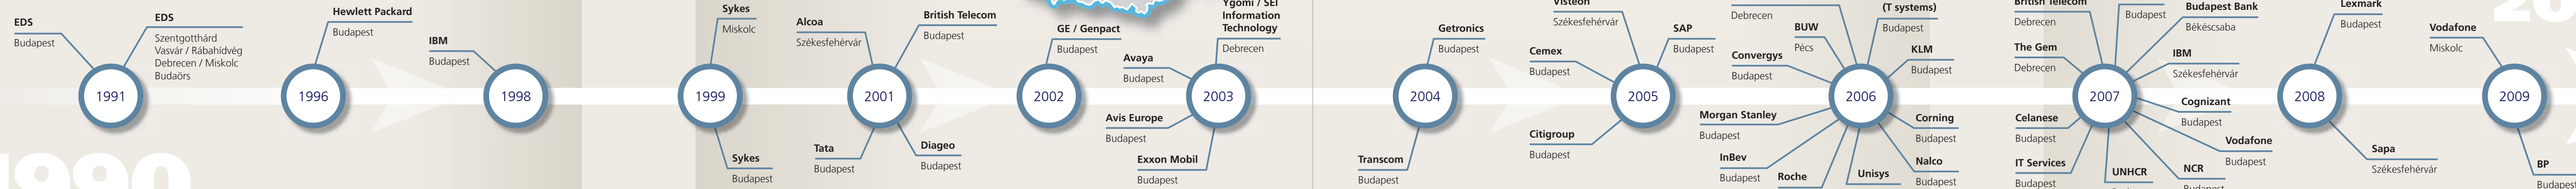 EDS
Budapest
EDS
Szentgotthárd
Vasvár / Rábahídvég
Debrecen / Miskolc
Budaörs
1991
Hewlett Packard
Budapest
1996
IBM
Budapest
1998
1990
Sykes
Miskolc
1999
Sykes
Budapest
Alcoa
Székesfehérvár
British Telecom
Budapest
2001
Tata
Budapest
Diageo
Budapest
GE / Genpact
Budapest
2002
Ygomi / SEI
Information
Technology
Debrecen
Avaya
Budapest
2003
Avis Europe
Budapest
Exxon Mobil
Budapest
Getronics
Budapest
2004
Transcom
Budapest
Visteon
Székesfehérvár
SAP
Budapest
Cemex
Budapest
2005
Citigroup
Budapest
Debrecen
(T systems)
Budapest
BUW
Pécs
KLM
Budapest
Convergys
Budapest
2006
Morgan Stanley
Budapest
Corning
Budapest
InBev
Budapest
Nalco
Budapest
Roche
Unisys
British Telecom
Debrecen
Budapest
Budapest Bank
Békéscsaba
The Gem
Debrecen
IBM
Székesfehérvár
2007
Cognizant
Budapest
Celanese
Budapest
Vodafone
Budapest
IT Services
Budapest
UNHCR
NCR
Budapest
Lexmark
Budapest
2008
Sapa
Székesfehérvár
Vodafone
Miskolc
2009
BP
Budapest